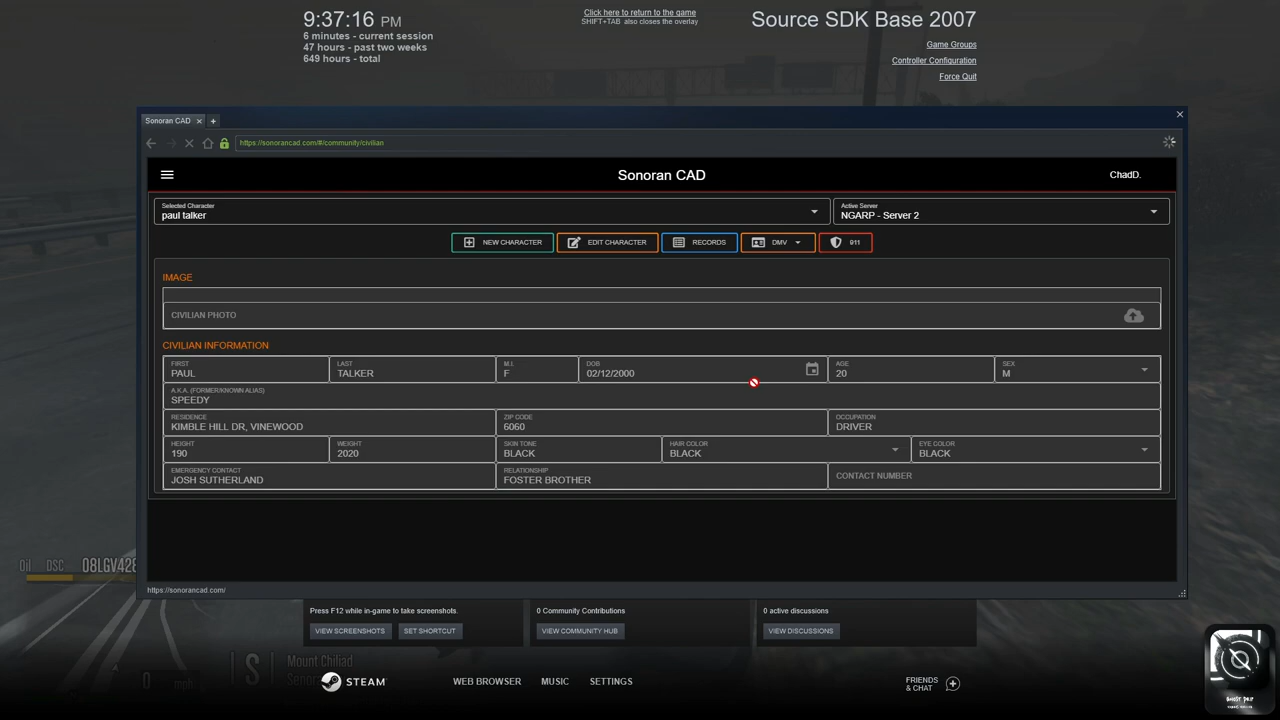 9:37:16 PM
6 minutes - current session
47 hours - past two weeks
649 hours - total
Click here to return to the game
SHIFT+TAB also closes the overlay
Source SDK Base 2007
Game Groups
Controller Configuration
Force Quit
Sonoran CAD
https://sonorancad.com/#/community/civilian
Sonoran CAD
ChadD.
Selected Character
paul talker
Active Server
NGARP - Server 2
NEW CHARACTER
EDIT CHARACTER
RECORDS
DMV
911
IMAGE
CIVILIAN PHOTO
CIVILIAN INFORMATION
FIRST
PAUL
LAST
TALKER
M.I.
F
DOB
02/12/2000
AGE
20
SEX
M
A.K.A. (FORMER/KNOWN ALIAS)
SPEEDY
RESIDENCE
KIMBLE HILL DR, VINEWOOD
ZIP CODE
6060
OCCUPATION
DRIVER
HEIGHT
190
WEIGHT
2020
SKIN TONE
BLACK
HAIR COLOR
BLACK
EYE COLOR
BLACK
EMERGENCY CONTACT
JOSH SUTHERLAND
RELATIONSHIP
FOSTER BROTHER
CONTACT NUMBER
Oil DSC 08LGV428
https://sonorancad.com/
Press F12 while in-game to take screenshots.
VIEW SCREENSHOTS
SET SHORTCUT
0 Community Contributions
VIEW COMMUNITY HUB
0 active discussions
VIEW DISCUSSIONS
0 mph
S
Mount Chiliad
Senora
STEAM
WEB BROWSER
MUSIC
SETTINGS
FRIENDS
& CHAT